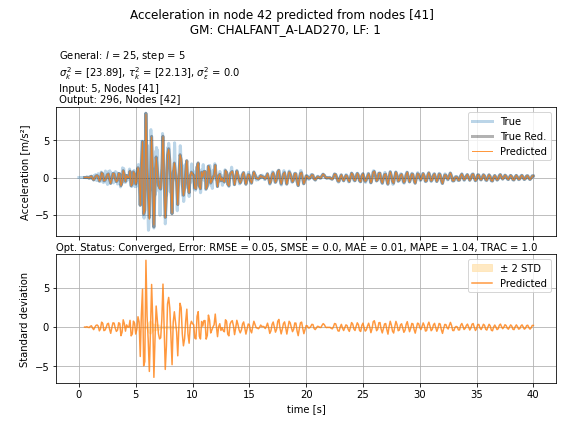 Acceleration in node 42 predicted from nodes [41]
GM: CHALFANT_A-LAD270, LF: 1
General: l = 25, step = 5
σ²ₖ = [23.89], τ²ₖ = [22.13], σ²ε = 0.0
Input: 5, Nodes [41]
Output: 296, Nodes [42]
Acceleration [m/s²]
5
0
−5
True
True Red.
Predicted
Opt. Status: Converged, Error: RMSE = 0.05, SMSE = 0.0, MAE = 0.01, MAPE = 1.04, TRAC = 1.0
Standard deviation
5
0
−5
± 2 STD
Predicted
0 5 10 15 20 25 30 35 40
time [s]